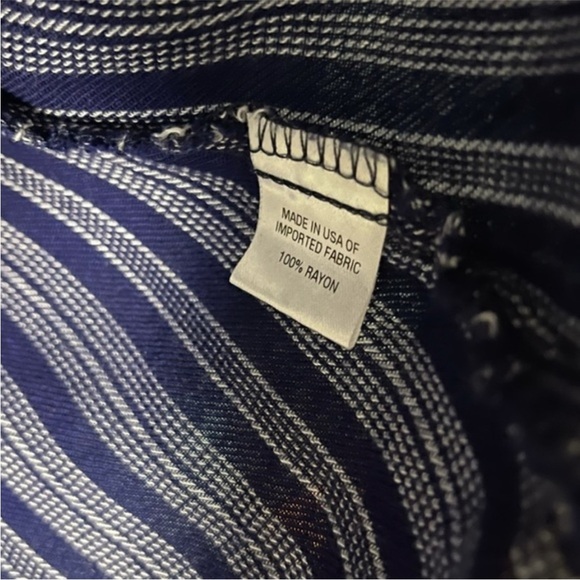 MADE IN USA OF
IMPORTED FABRIC
100% RAYON